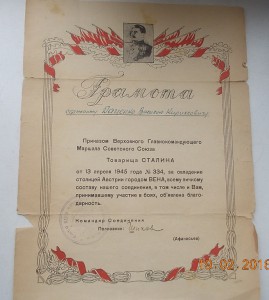 Грамота
Приказом Верховного Главнокомандующего
Маршала Советского Союза
Товарища СТАЛИНА
от 13 апреля 1945 года № 334, за овладение
столицей Австрии городом ВЕНА, всему личному
составу нашего соединения, в том числе и Вам,
принимавшему участие в боях, объявлена благо-
дарность.
Командир Соединения
Полковник
(Афанасьев)
02 2018